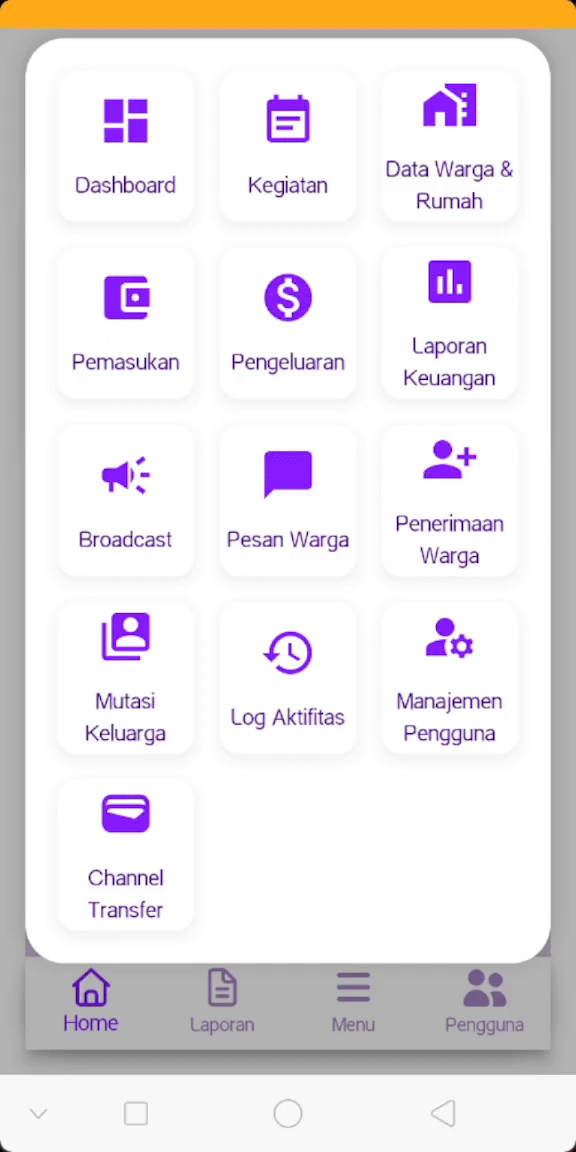 Dashboard
Kegiatan
Data Warga &
Rumah
Pemasukan
Pengeluaran
Laporan
Keuangan
Broadcast
Pesan Warga
Penerimaan
Warga
Mutasi
Keluarga
Log Aktifitas
Manajemen
Pengguna
Channel
Transfer
Home
Laporan
Menu
Pengguna